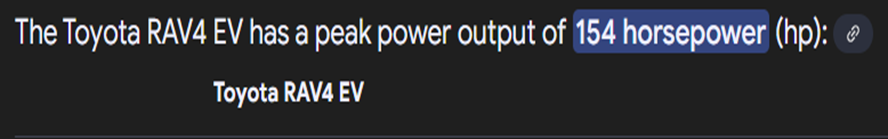 The Toyota RAV4 EV has a peak power output of 154 horsepower (hp):
Toyota RAV4 EV